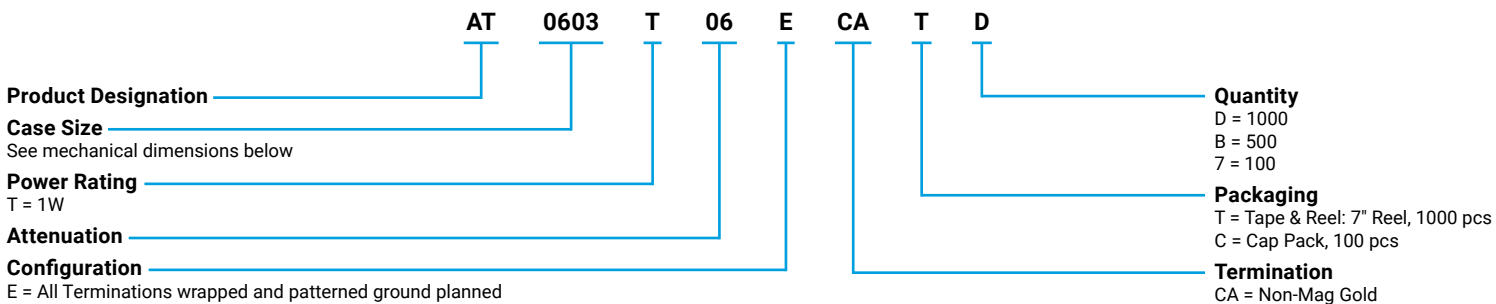 AT 0603 T 06 E CA T D
Product Designation
Case Size
See mechanical dimensions below
Power Rating
T = 1W
Attenuation
Configuration
E = All Terminations wrapped and patterned ground planned
Quantity
D = 1000
B = 500
7 = 100
Packaging
T = Tape & Reel: 7" Reel, 1000 pcs
C = Cap Pack, 100 pcs
Termination
CA = Non-Mag Gold